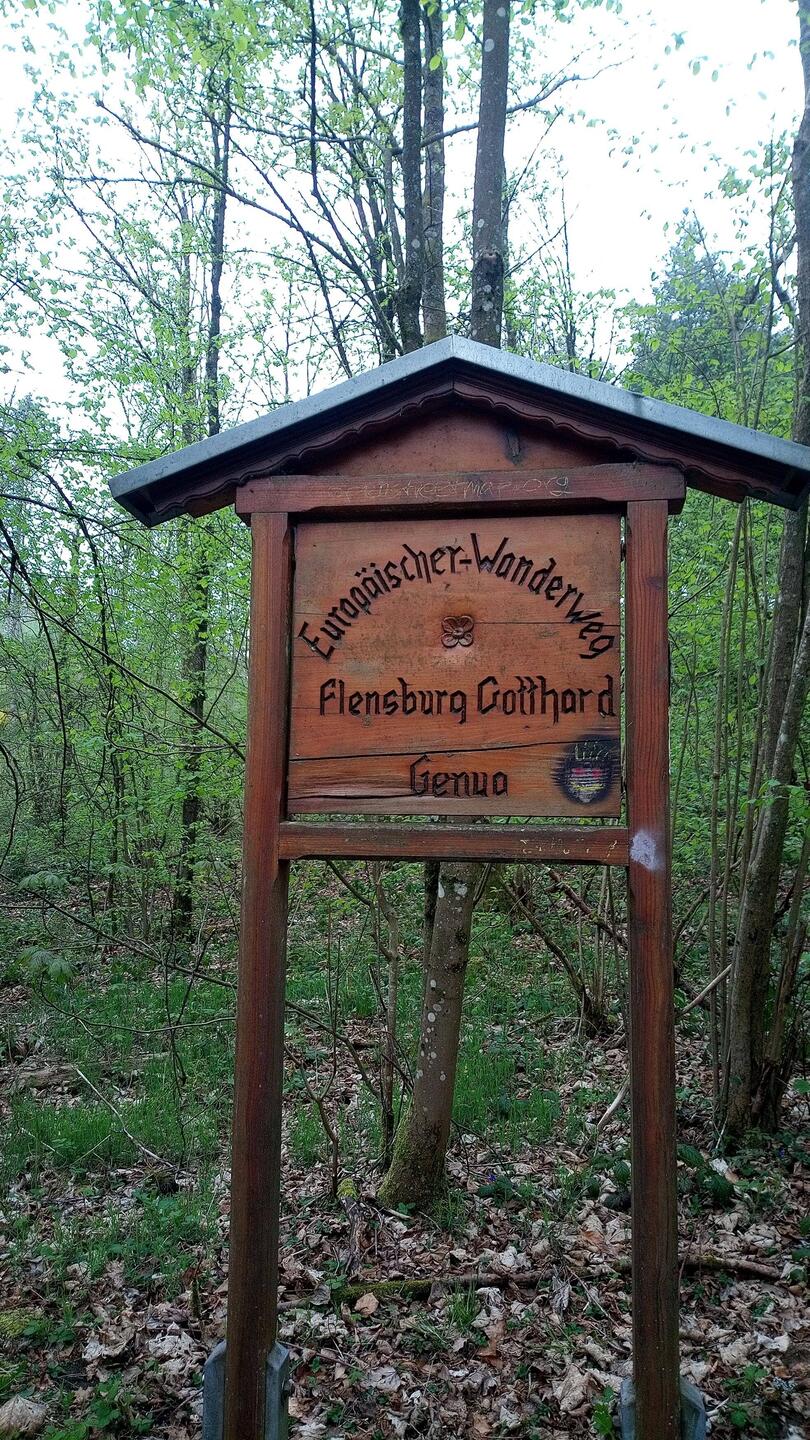 Europäischer-Wanderweg
Flensburg Gotthard
Genua